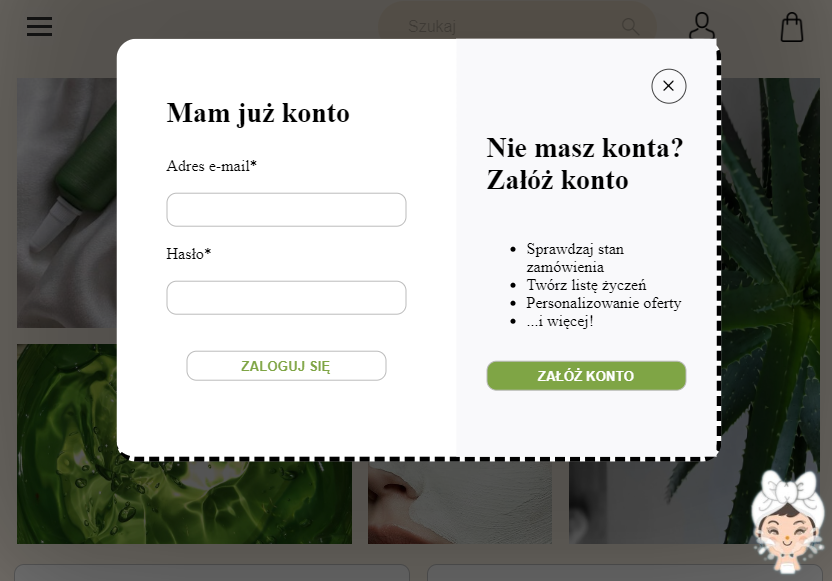 Szukaj
Mam już konto
Adres e-mail*
Hasło*
ZALOGUJ SIĘ
Nie masz konta?
Załóż konto
Sprawdzaj stan
zamówienia
Twórz listę życzeń
Personalizowanie oferty
...i więcej!
ZAŁÓŻ KONTO